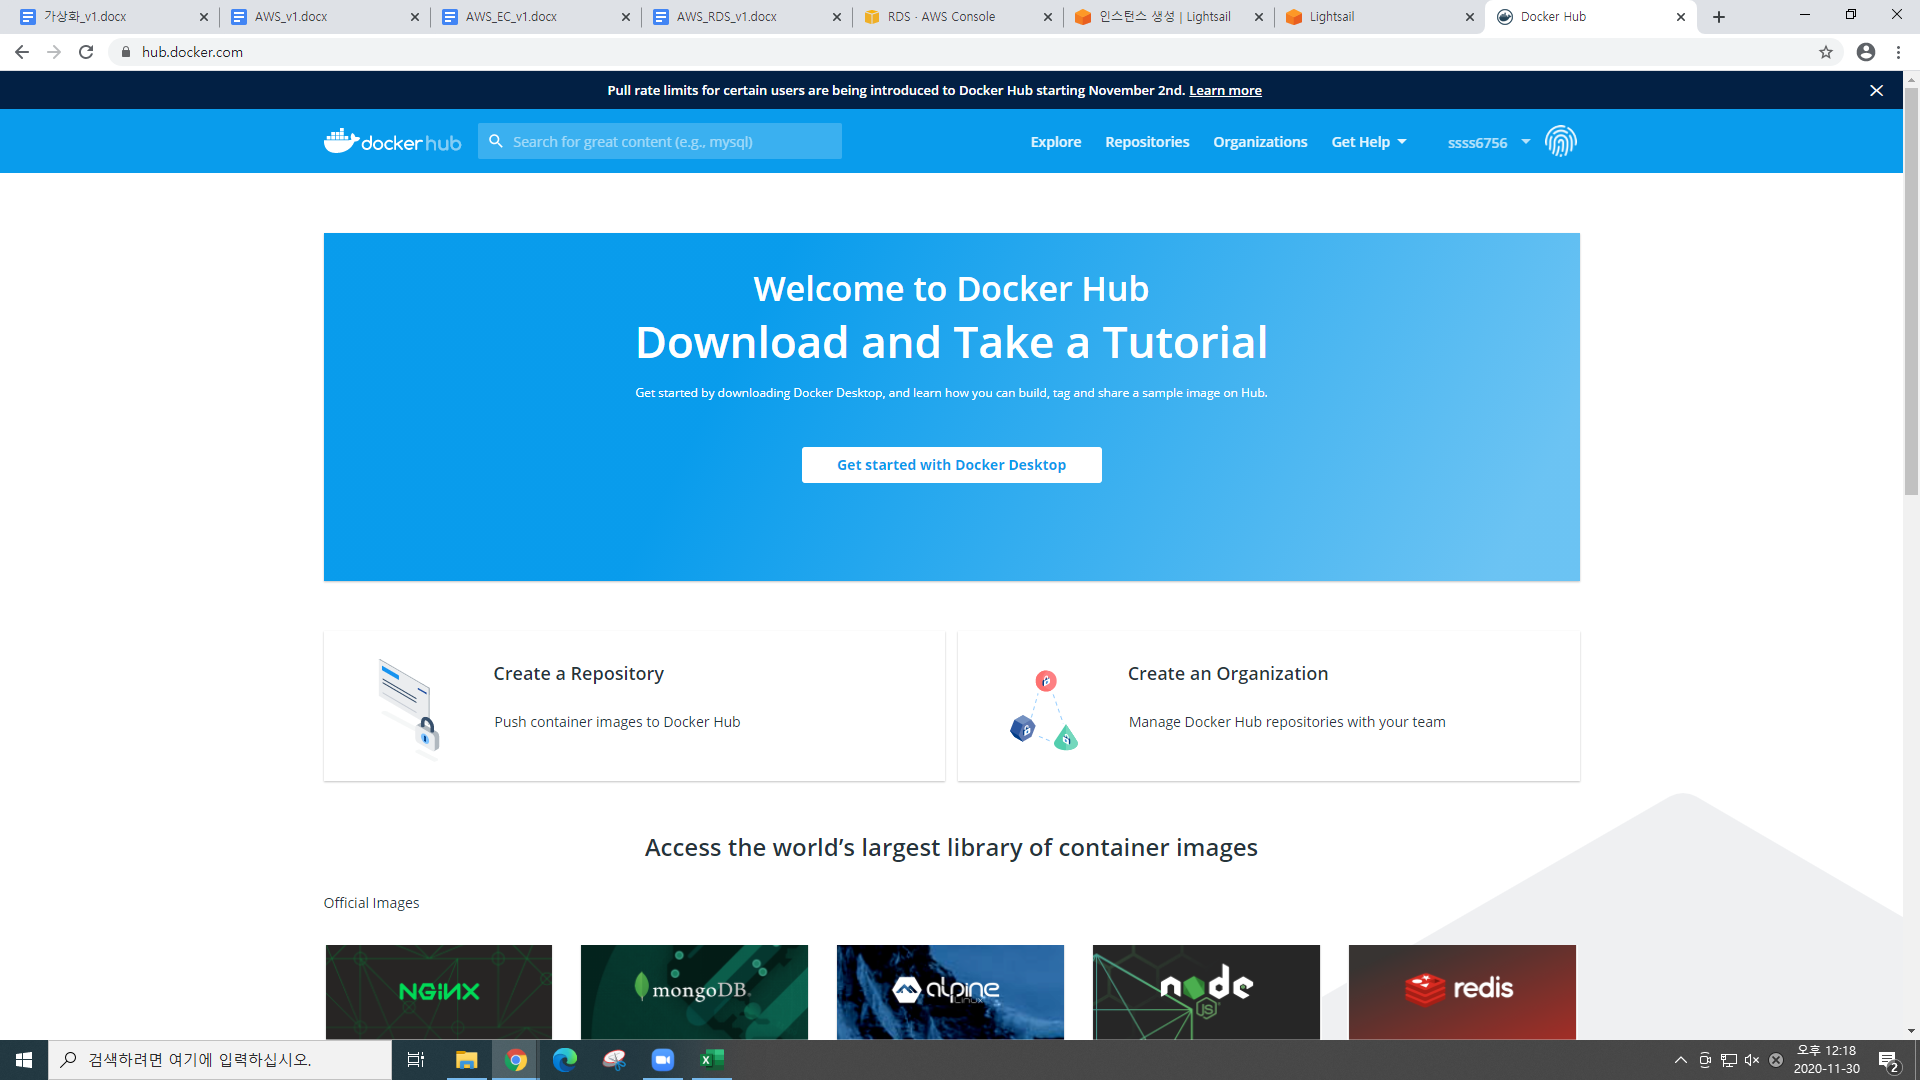 가상화_v1.docx
AWS_v1.docx
AWS_EC_v1.docx
AWS_RDS_v1.docx
RDS · AWS Console
인스턴스 생성 | Lightsail
Lightsail
Docker Hub
hub.docker.com
Pull rate limits for certain users are being introduced to Docker Hub starting November 2nd. Learn more
docker hub
Search for great content (e.g., mysql)
Explore
Repositories
Organizations
Get Help
ssss6756
Welcome to Docker Hub
Download and Take a Tutorial
Get started by downloading Docker Desktop, and learn how you can build, tag and share a sample image on Hub.
Get started with Docker Desktop
Create a Repository
Push container images to Docker Hub
Create an Organization
Manage Docker Hub repositories with your team
Access the world’s largest library of container images
Official Images
NGINX
mongoDB.
alpine
Linux
node
JS
redis
검색하려면 여기에 입력하십시오.
오후 12:18
2020-11-30
2